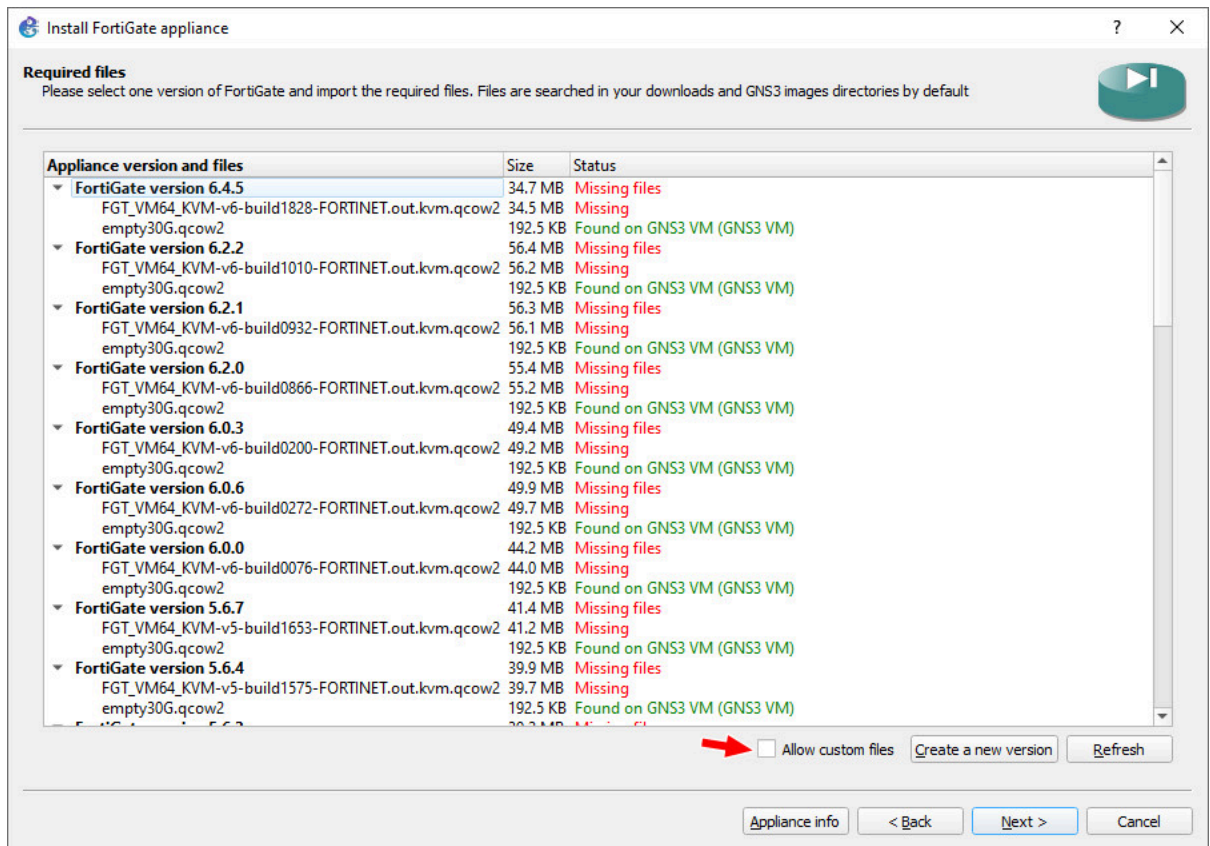 Install FortiGate appliance
Required files
Please select one version of FortiGate and import the required files. Files are searched in your downloads and GNS3 images directories by default
Appliance version and files Size Status
FortiGate version 6.4.5 34.7 MB Missing files
FGT_VM64_KVM-v6-build1828-FORTINET.out.kvm.qcow2 34.5 MB Missing
empty30G.qcow2 192.5 KB Found on GNS3 VM (GNS3 VM)
FortiGate version 6.2.2 56.4 MB Missing files
FGT_VM64_KVM-v6-build1010-FORTINET.out.kvm.qcow2 56.2 MB Missing
empty30G.qcow2 192.5 KB Found on GNS3 VM (GNS3 VM)
FortiGate version 6.2.1 56.3 MB Missing files
FGT_VM64_KVM-v6-build0932-FORTINET.out.kvm.qcow2 56.1 MB Missing
empty30G.qcow2 192.5 KB Found on GNS3 VM (GNS3 VM)
FortiGate version 6.2.0 55.4 MB Missing files
FGT_VM64_KVM-v6-build0866-FORTINET.out.kvm.qcow2 55.2 MB Missing
empty30G.qcow2 192.5 KB Found on GNS3 VM (GNS3 VM)
FortiGate version 6.0.3 49.4 MB Missing files
FGT_VM64_KVM-v6-build0200-FORTINET.out.kvm.qcow2 49.2 MB Missing
empty30G.qcow2 192.5 KB Found on GNS3 VM (GNS3 VM)
FortiGate version 6.0.6 49.9 MB Missing files
FGT_VM64_KVM-v6-build0272-FORTINET.out.kvm.qcow2 49.7 MB Missing
empty30G.qcow2 192.5 KB Found on GNS3 VM (GNS3 VM)
FortiGate version 6.0.0 44.2 MB Missing files
FGT_VM64_KVM-v6-build0076-FORTINET.out.kvm.qcow2 44.0 MB Missing
empty30G.qcow2 192.5 KB Found on GNS3 VM (GNS3 VM)
FortiGate version 5.6.7 41.4 MB Missing files
FGT_VM64_KVM-v5-build1653-FORTINET.out.kvm.qcow2 41.2 MB Missing
empty30G.qcow2 192.5 KB Found on GNS3 VM (GNS3 VM)
FortiGate version 5.6.4 39.9 MB Missing files
FGT_VM64_KVM-v5-build1575-FORTINET.out.kvm.qcow2 39.7 MB Missing
empty30G.qcow2 192.5 KB Found on GNS3 VM (GNS3 VM)
Allow custom files Create a new version Refresh
Appliance info < Back Next > Cancel